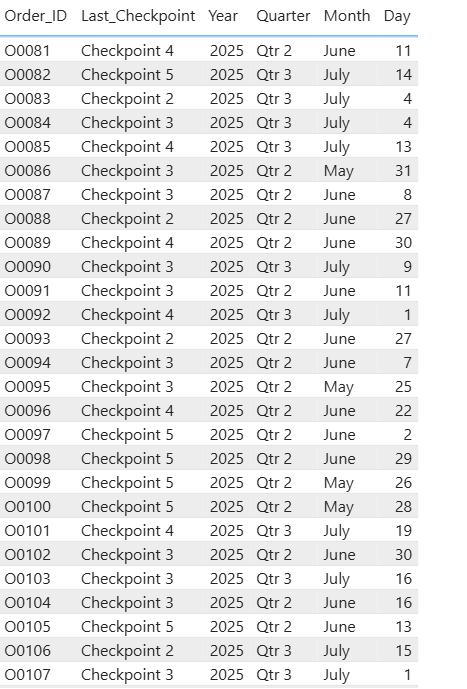 Order_ID Last_Checkpoint Year Quarter Month Day
O0081 Checkpoint 4 2025 Qtr 2 June 11
O0082 Checkpoint 5 2025 Qtr 3 July 14
O0083 Checkpoint 2 2025 Qtr 3 July 4
O0084 Checkpoint 3 2025 Qtr 3 July 4
O0085 Checkpoint 4 2025 Qtr 3 July 13
O0086 Checkpoint 3 2025 Qtr 2 May 31
O0087 Checkpoint 3 2025 Qtr 2 June 8
O0088 Checkpoint 2 2025 Qtr 2 June 27
O0089 Checkpoint 4 2025 Qtr 2 June 30
O0090 Checkpoint 3 2025 Qtr 3 July 9
O0091 Checkpoint 3 2025 Qtr 2 June 11
O0092 Checkpoint 4 2025 Qtr 3 July 1
O0093 Checkpoint 2 2025 Qtr 2 June 27
O0094 Checkpoint 3 2025 Qtr 2 June 7
O0095 Checkpoint 3 2025 Qtr 2 May 25
O0096 Checkpoint 4 2025 Qtr 2 June 22
O0097 Checkpoint 5 2025 Qtr 2 June 2
O0098 Checkpoint 5 2025 Qtr 2 June 29
O0099 Checkpoint 5 2025 Qtr 2 May 26
O0100 Checkpoint 5 2025 Qtr 2 May 28
O0101 Checkpoint 4 2025 Qtr 3 July 19
O0102 Checkpoint 3 2025 Qtr 2 June 30
O0103 Checkpoint 3 2025 Qtr 3 July 16
O0104 Checkpoint 3 2025 Qtr 2 June 16
O0105 Checkpoint 5 2025 Qtr 2 June 13
O0106 Checkpoint 2 2025 Qtr 3 July 15
O0107 Checkpoint 3 2025 Qtr 3 July 1